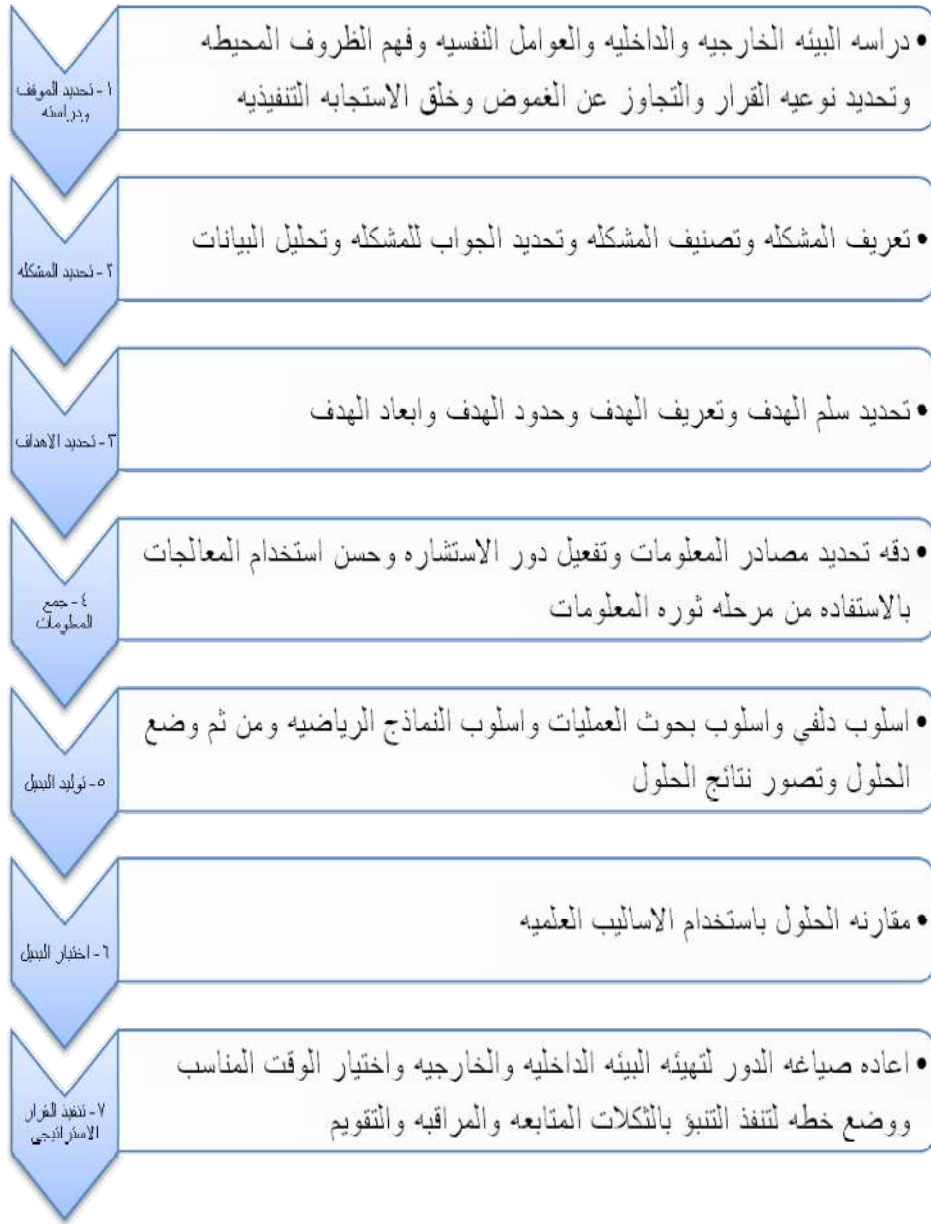 ١- تحديد الموقف
ودراسته
• دراسه البيئه الخارجيه والداخليه والعوامل النفسيه وفهم الظروف المحيطه
وتحديد نوعيه القرار والتجاوز عن الغموض وخلق الاستجابه التنفيذيه
٢- تحديد المشكله
• تعريف المشكله وتصنيف المشكله وتحديد الجواب للمشكله وتحليل البيانات
٣- تحديد الاهداف
• تحديد سلم الهدف وتعريف الهدف وحدود الهدف وابعاد الهدف
٤- جمع
المعلومات
• دقه تحديد مصادر المعلومات وتفعيل دور الاستشاره وحسن استخدام المعالجات
بالاستفاده من مرحله ثوره المعلومات
٥- توليد البديل
• اسلوب دلفي واسلوب بحوث العمليات واسلوب النماذج الرياضيه ومن ثم وضع
الحلول وتصور نتائج الحلول
٦- اختيار البديل
• مقارنه الحلول باستخدام الاساليب العلميه
٧- تنفيذ القرار
الاستراتيجي
• اعاده صياغه الدور لتهيئه البيئه الداخليه والخارجيه واختيار الوقت المناسب
ووضع خطه لتنفذ التنبؤ بالثكلات المتابعه والمراقبه والتقويم